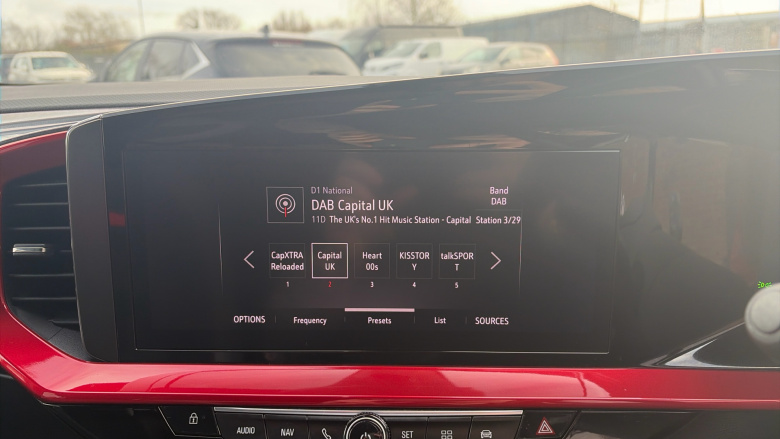 D1 National
DAB Capital UK
11D The UK's No.1 Hit Music Station - Capital Station 3/29
Band
DAB
CapXTRA
Reloaded
1
Capital
UK
2
Heart
00s
3
KISSTOR
Y
4
talkSPOR
T
5
OPTIONS Frequency Presets List SOURCES
AUDIO NAV SET